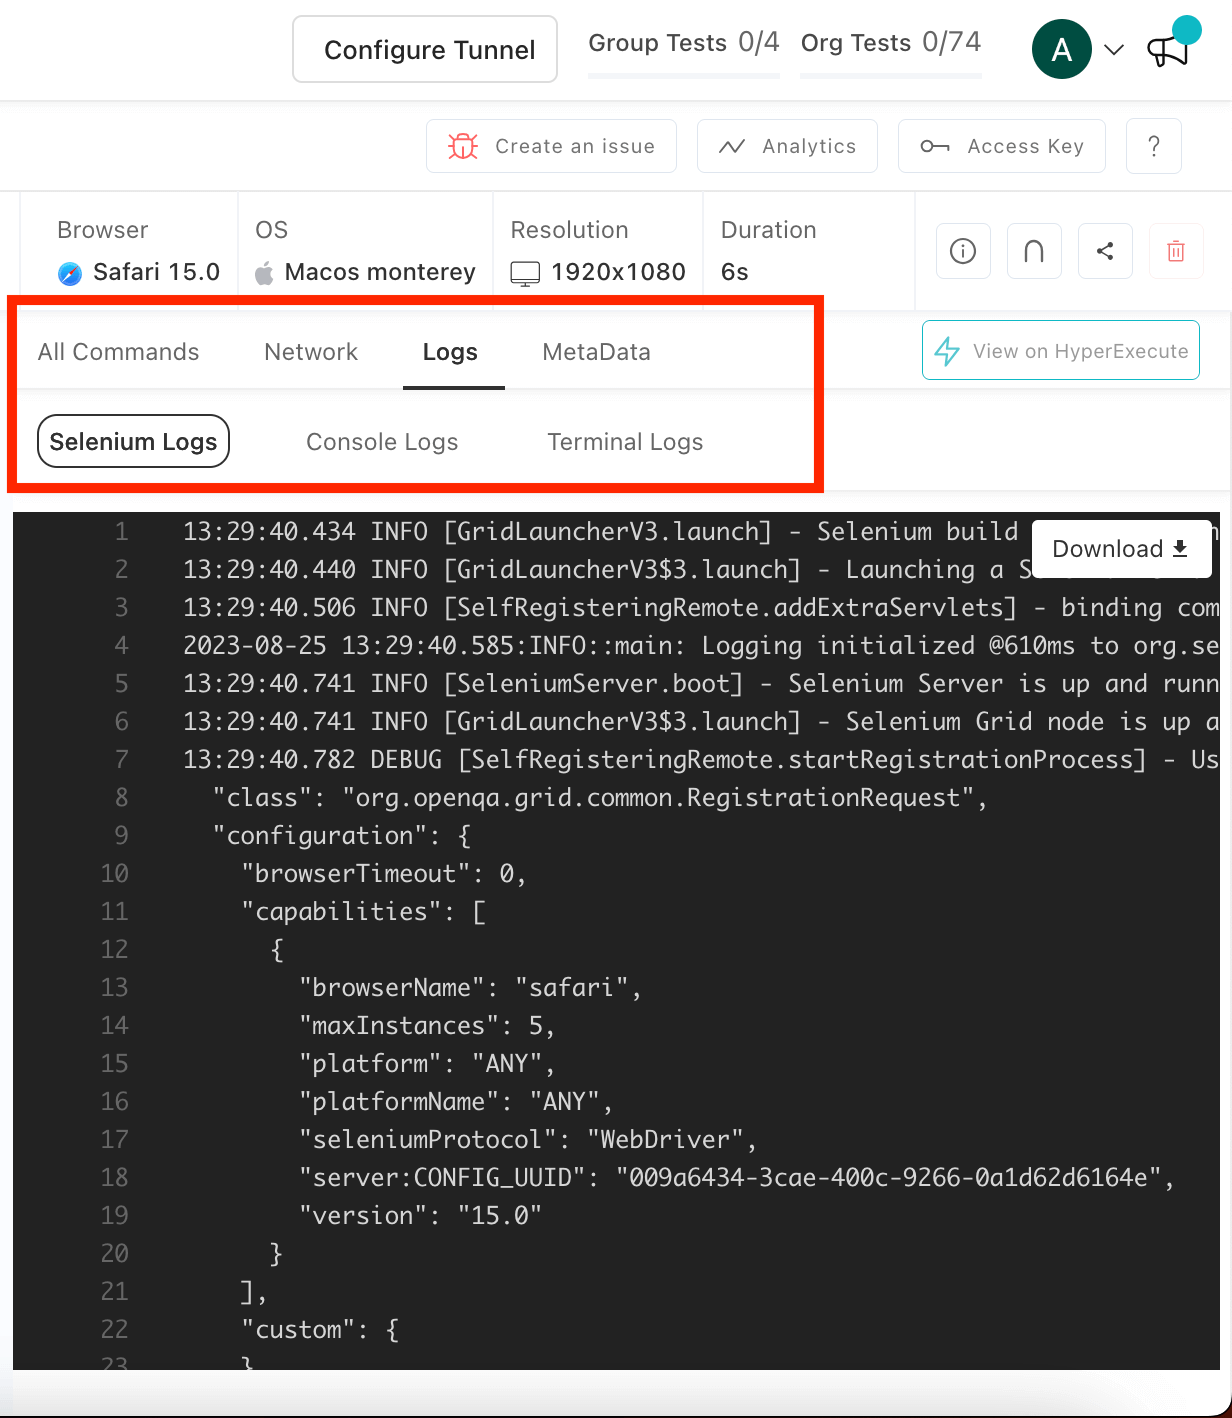 Configure Tunnel
Group Tests 0/4 Org Tests 0/74
A
Create an issue
Analytics
Access Key
?
Browser
Safari 15.0
OS
Macos monterey
Resolution
1920x1080
Duration
6s
All Commands Network Logs MetaData
View on HyperExecute
Selenium Logs Console Logs Terminal Logs
Download
1 13:29:40.434 INFO [GridLauncherV3.launch] - Selenium build
2 13:29:40.440 INFO [GridLauncherV3$3.launch] - Launching a
3 13:29:40.506 INFO [SelfRegisteringRemote.addExtraServlets] - binding com
4 2023-08-25 13:29:40.585:INFO::main: Logging initialized @610ms to org.se
5 13:29:40.741 INFO [SeleniumServer.boot] - Selenium Server is up and runn
6 13:29:40.741 INFO [GridLauncherV3$3.launch] - Selenium Grid node is up a
7 13:29:40.782 DEBUG [SelfRegisteringRemote.startRegistrationProcess] - Us
8 "class": "org.openqa.grid.common.RegistrationRequest",
9 "configuration": {
10 "browserTimeout": 0,
11 "capabilities": [
12 {
13 "browserName": "safari",
14 "maxInstances": 5,
15 "platform": "ANY",
16 "platformName": "ANY",
17 "seleniumProtocol": "WebDriver",
18 "server:CONFIG_UUID": "009a6434-3cae-400c-9266-0a1d62d6164e",
19 "version": "15.0"
20 }
21 ],
22 "custom": {
23 }